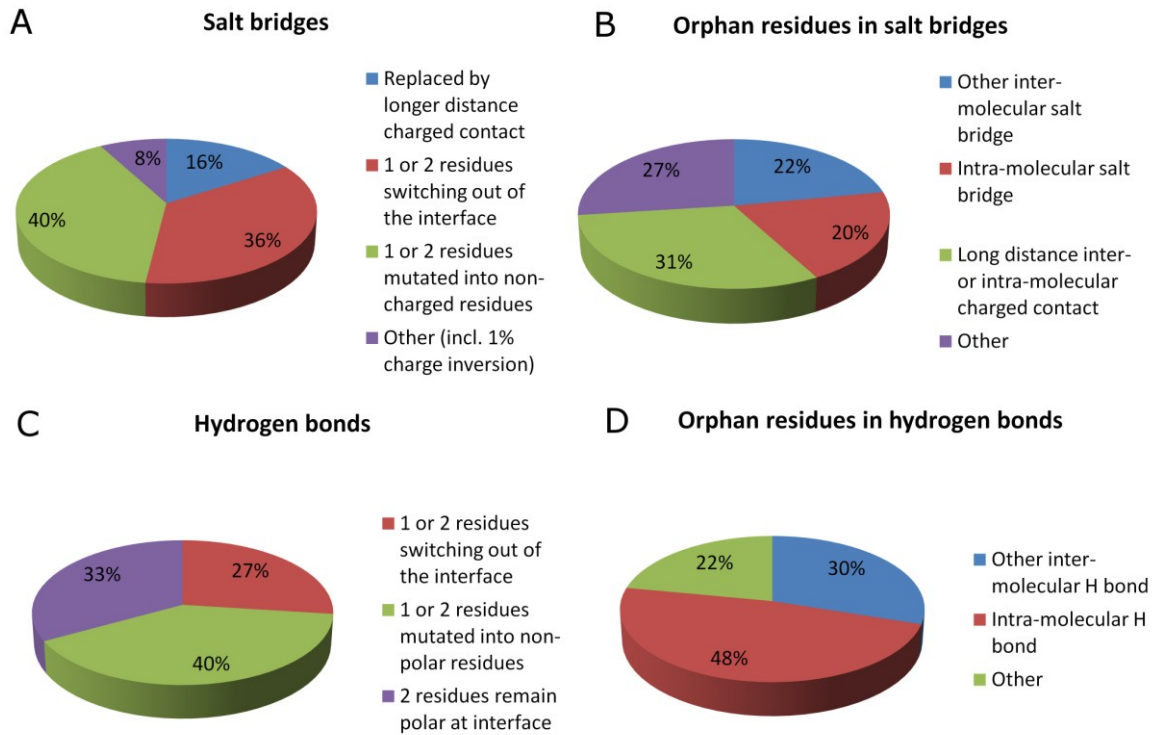 A
Salt bridges
Replaced by
longer distance
charged contact
1 or 2 residues
switching out of
the interface
1 or 2 residues
mutated into non-
charged residues
Other (incl. 1%
charge inversion)
8%
16%
40%
36%
B
Orphan residues in salt bridges
Other inter-
molecular salt
bridge
Intra-molecular salt
bridge
Long distance inter-
or intra-molecular
charged contact
Other
27%
22%
31%
20%
C
Hydrogen bonds
1 or 2 residues
switching out of
the interface
1 or 2 residues
mutated into non-
polar residues
2 residues remain
polar at interface
33%
27%
40%
D
Orphan residues in hydrogen bonds
Other inter-
molecular H bond
Intra-molecular H
bond
Other
22%
30%
48%